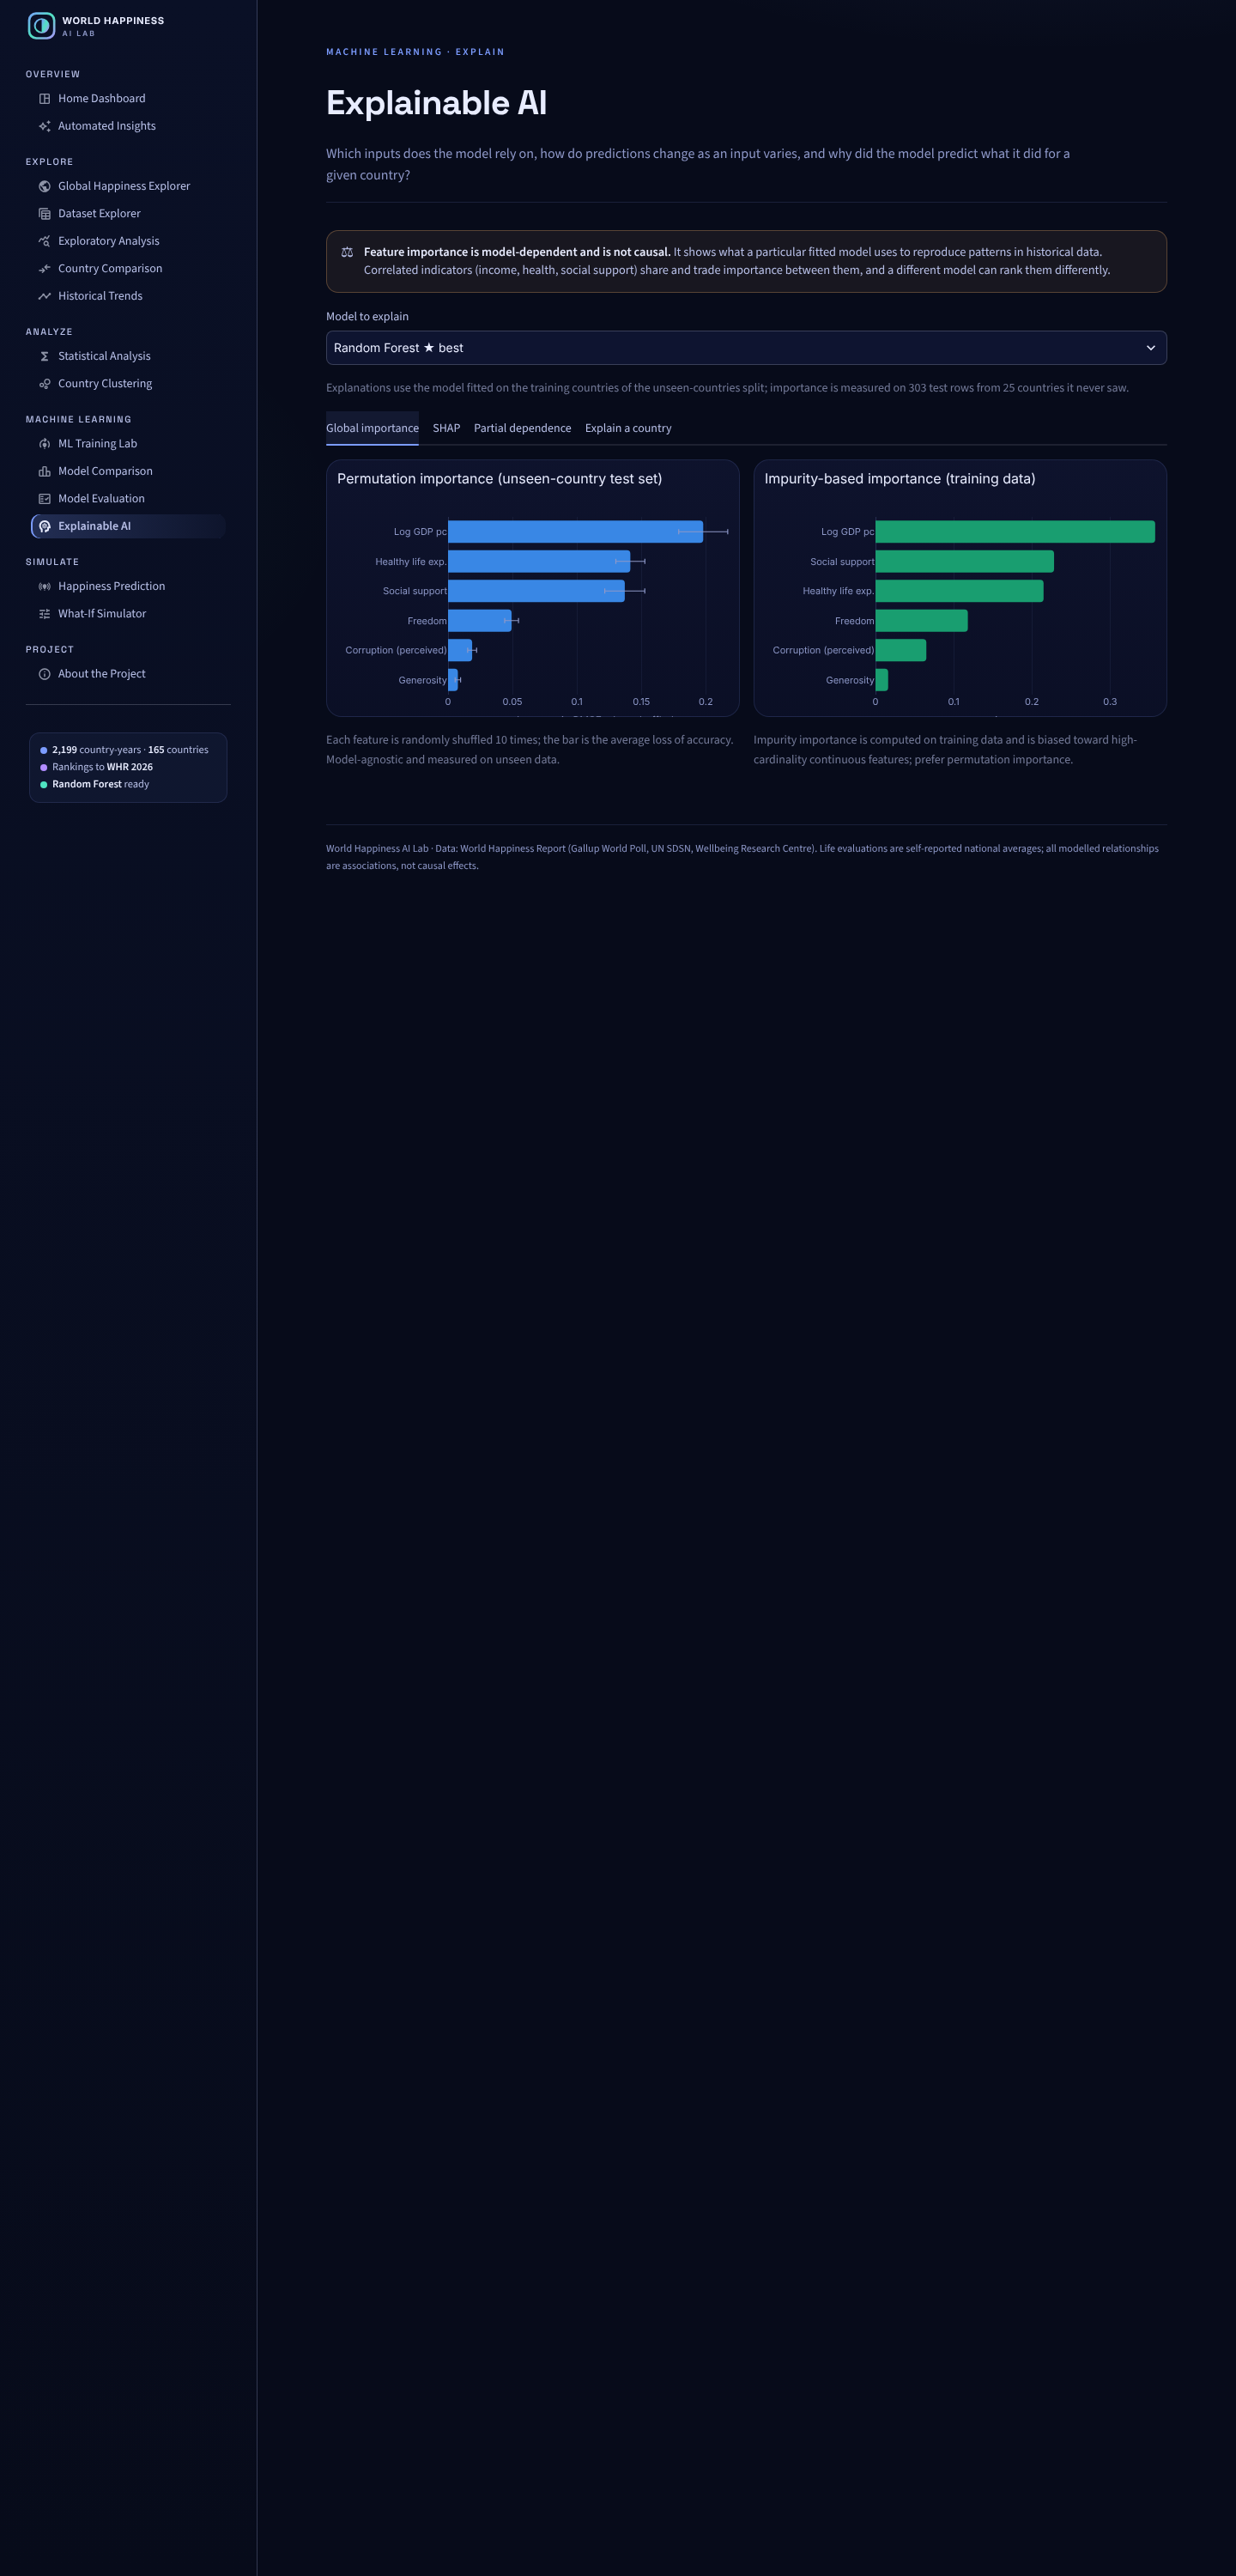 WORLD HAPPINESS
AI LAB
OVERVIEW
Home Dashboard
Automated Insights
EXPLORE
Global Happiness Explorer
Dataset Explorer
Exploratory Analysis
Country Comparison
Historical Trends
ANALYZE
Statistical Analysis
Country Clustering
MACHINE LEARNING
ML Training Lab
Model Comparison
Model Evaluation
Explainable AI
SIMULATE
Happiness Prediction
What-If Simulator
PROJECT
About the Project
2,199 country-years · 165 countries
Rankings to WHR 2026
Random Forest ready
MACHINE LEARNING · EXPLAIN
Explainable AI
Which inputs does the model rely on, how do predictions change as an input varies, and why did the model predict what it did for a
given country?
Feature importance is model-dependent and is not causal. It shows what a particular fitted model uses to reproduce patterns in historical data.
Correlated indicators (income, health, social support) share and trade importance between them, and a different model can rank them differently.
Model to explain
Random Forest ★ best
Explanations use the model fitted on the training countries of the unseen-countries split; importance is measured on 303 test rows from 25 countries it never saw.
Global importance SHAP Partial dependence Explain a country
Permutation importance (unseen-country test set)
Log GDP pc
Healthy life exp.
Social support
Freedom
Corruption (perceived)
Generosity
0 0.05 0.1 0.15 0.2
Each feature is randomly shuffled 10 times; the bar is the average loss of accuracy.
Model-agnostic and measured on unseen data.
Impurity-based importance (training data)
Log GDP pc
Social support
Healthy life exp.
Freedom
Corruption (perceived)
Generosity
0 0.1 0.2 0.3
Impurity importance is computed on training data and is biased toward high-
cardinality continuous features; prefer permutation importance.
World Happiness AI Lab · Data: World Happiness Report (Gallup World Poll, UN SDSN, Wellbeing Research Centre). Life evaluations are self-reported national averages; all modelled relationships
are associations, not causal effects.